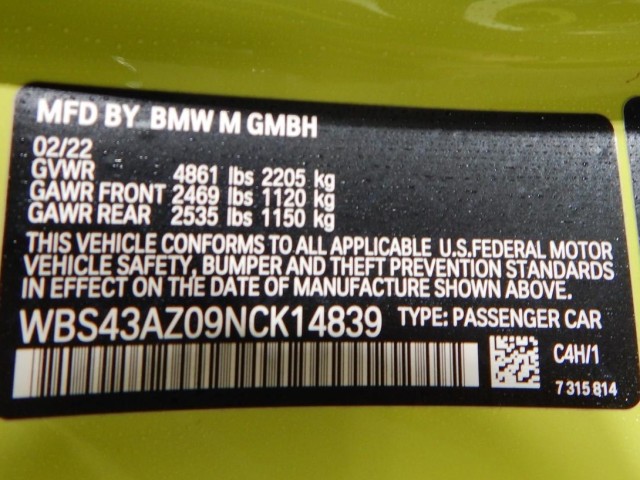 MFD BY BMW M GMBH
02/22
GVWR 4861 lbs 2205 kg
GAWR FRONT 2469 lbs 1120 kg
GAWR REAR 2535 lbs 1150 kg
THIS VEHICLE CONFORMS TO ALL APPLICABLE U.S.FEDERAL MOTOR
VEHICLE SAFETY, BUMPER AND THEFT PREVENTION STANDARDS
IN EFFECT ON THE DATE OF MANUFACTURE SHOWN ABOVE.
WBS43AZ09NCK14839 TYPE: PASSENGER CAR
C4H/1
7 315 814